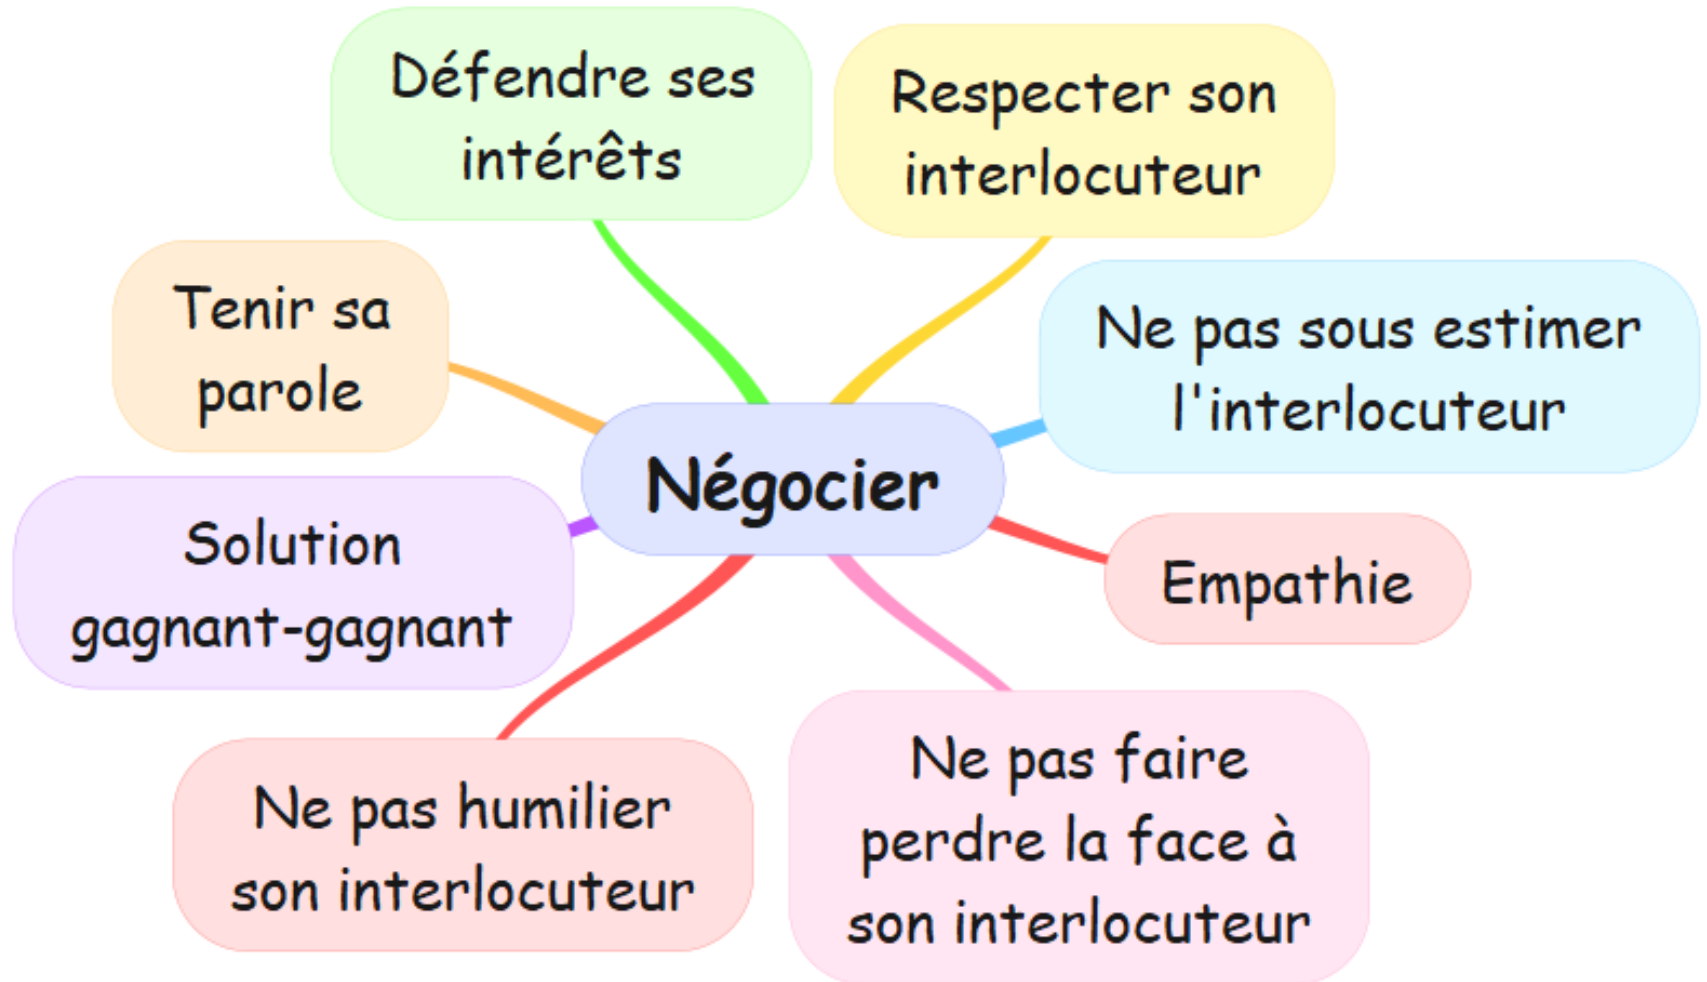 Défendre ses
intérêts
Respecter son
interlocuteur
Tenir sa
parole
Ne pas sous estimer
l'interlocuteur
Négocier
Solution
gagnant-gagnant
Empathie
Ne pas humilier
son interlocuteur
Ne pas faire
perdre la face à
son interlocuteur